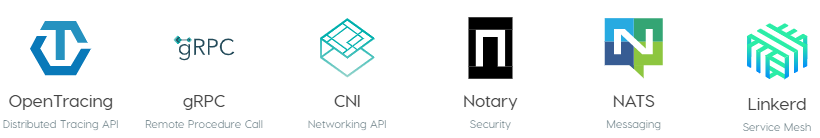 gRPC
OpenTracing
Distributed Tracing API
gRPC
Remote Procedure Call
CNI
Networking API
Notary
Security
N
NATS
Messaging
Linkerd
Service Mesh